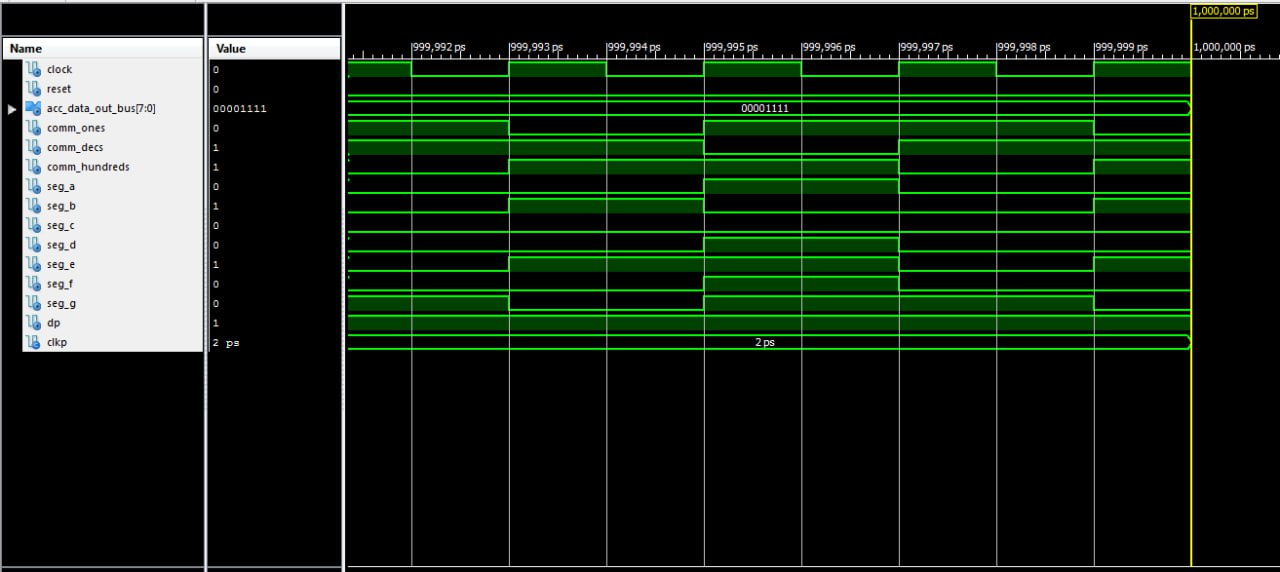 1,000,000 ps
Name Value
999,992 ps 999,993 ps 999,994 ps 999,995 ps 999,996 ps 999,997 ps 999,998 ps 999,999 ps 1,000,000 ps
clock 0
reset 0
acc_data_out_bus[7:0] 00001111 00001111
comm_ones 0
comm_decs 1
comm_hundreds 1
seg_a 0
seg_b 1
seg_c 0
seg_d 0
seg_e 1
seg_f 0
seg_g 0
dp 1
clkp 2 ps 2 ps